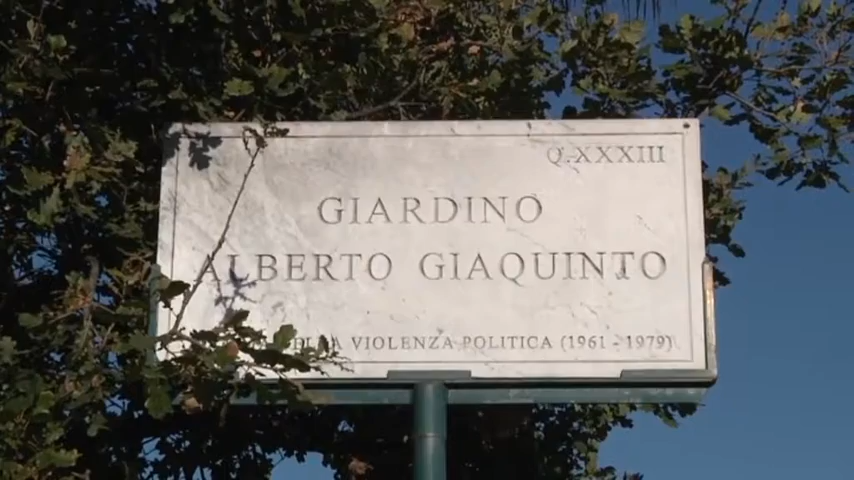 Q.XXXIII
GIARDINO
ALBERTO GIAQUINTO
VIOLENZA POLITICA (1961 - 1979)